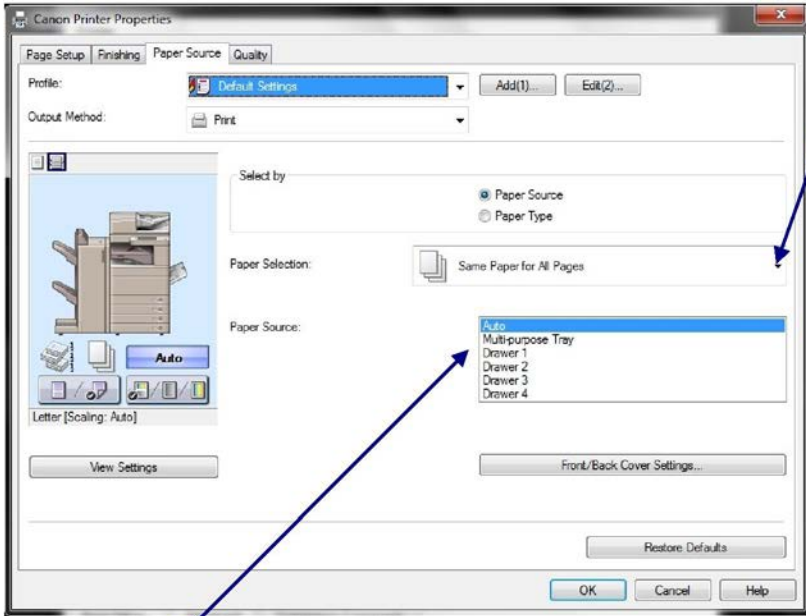 Canon Printer Properties
Page Setup Finishing Paper Source Quality
Profile: Default Settings Add(1)... Edit(2)...
Output Method: Print
Select by
Paper Source
Paper Type
Paper Selection: Same Paper for All Pages
Paper Source: Auto
Multi-purpose Tray
Drawer 1
Drawer 2
Drawer 3
Drawer 4
Auto
Letter [Scaling: Auto]
View Settings Front/Back Cover Settings...
Restore Defaults
OK Cancel Help